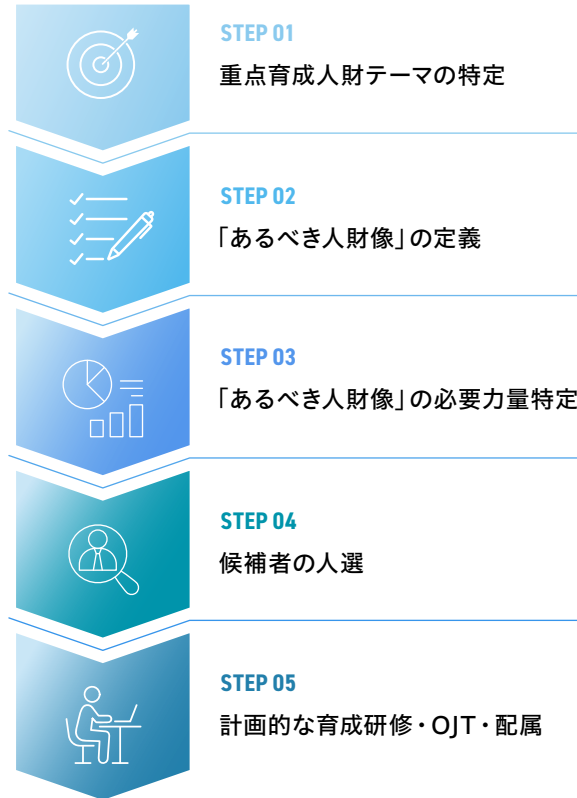 STEP 01
重点育成人財テーマの特定
STEP 02
「あるべき人財像」の定義
STEP 03
「あるべき人財像」の必要力量特定
STEP 04
候補者の人選
STEP 05
計画的な育成研修・OJT・配属